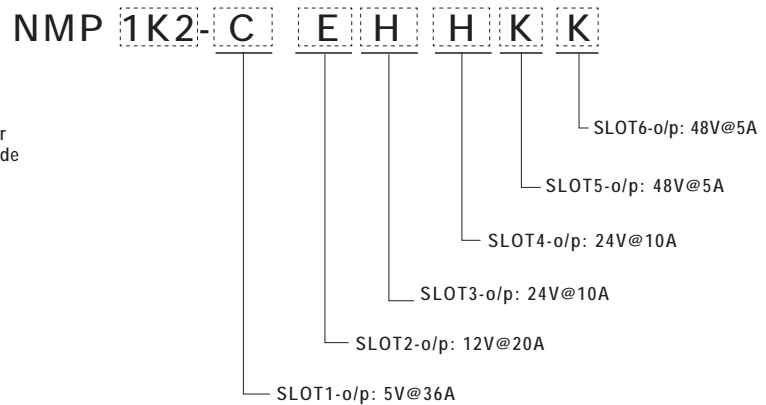 NMP 1K2-C E H H K K
r
de
SLOT6-o/p: 48V@5A
SLOT5-o/p: 48V@5A
SLOT4-o/p: 24V@10A
SLOT3-o/p: 24V@10A
SLOT2-o/p: 12V@20A
SLOT1-o/p: 5V@36A